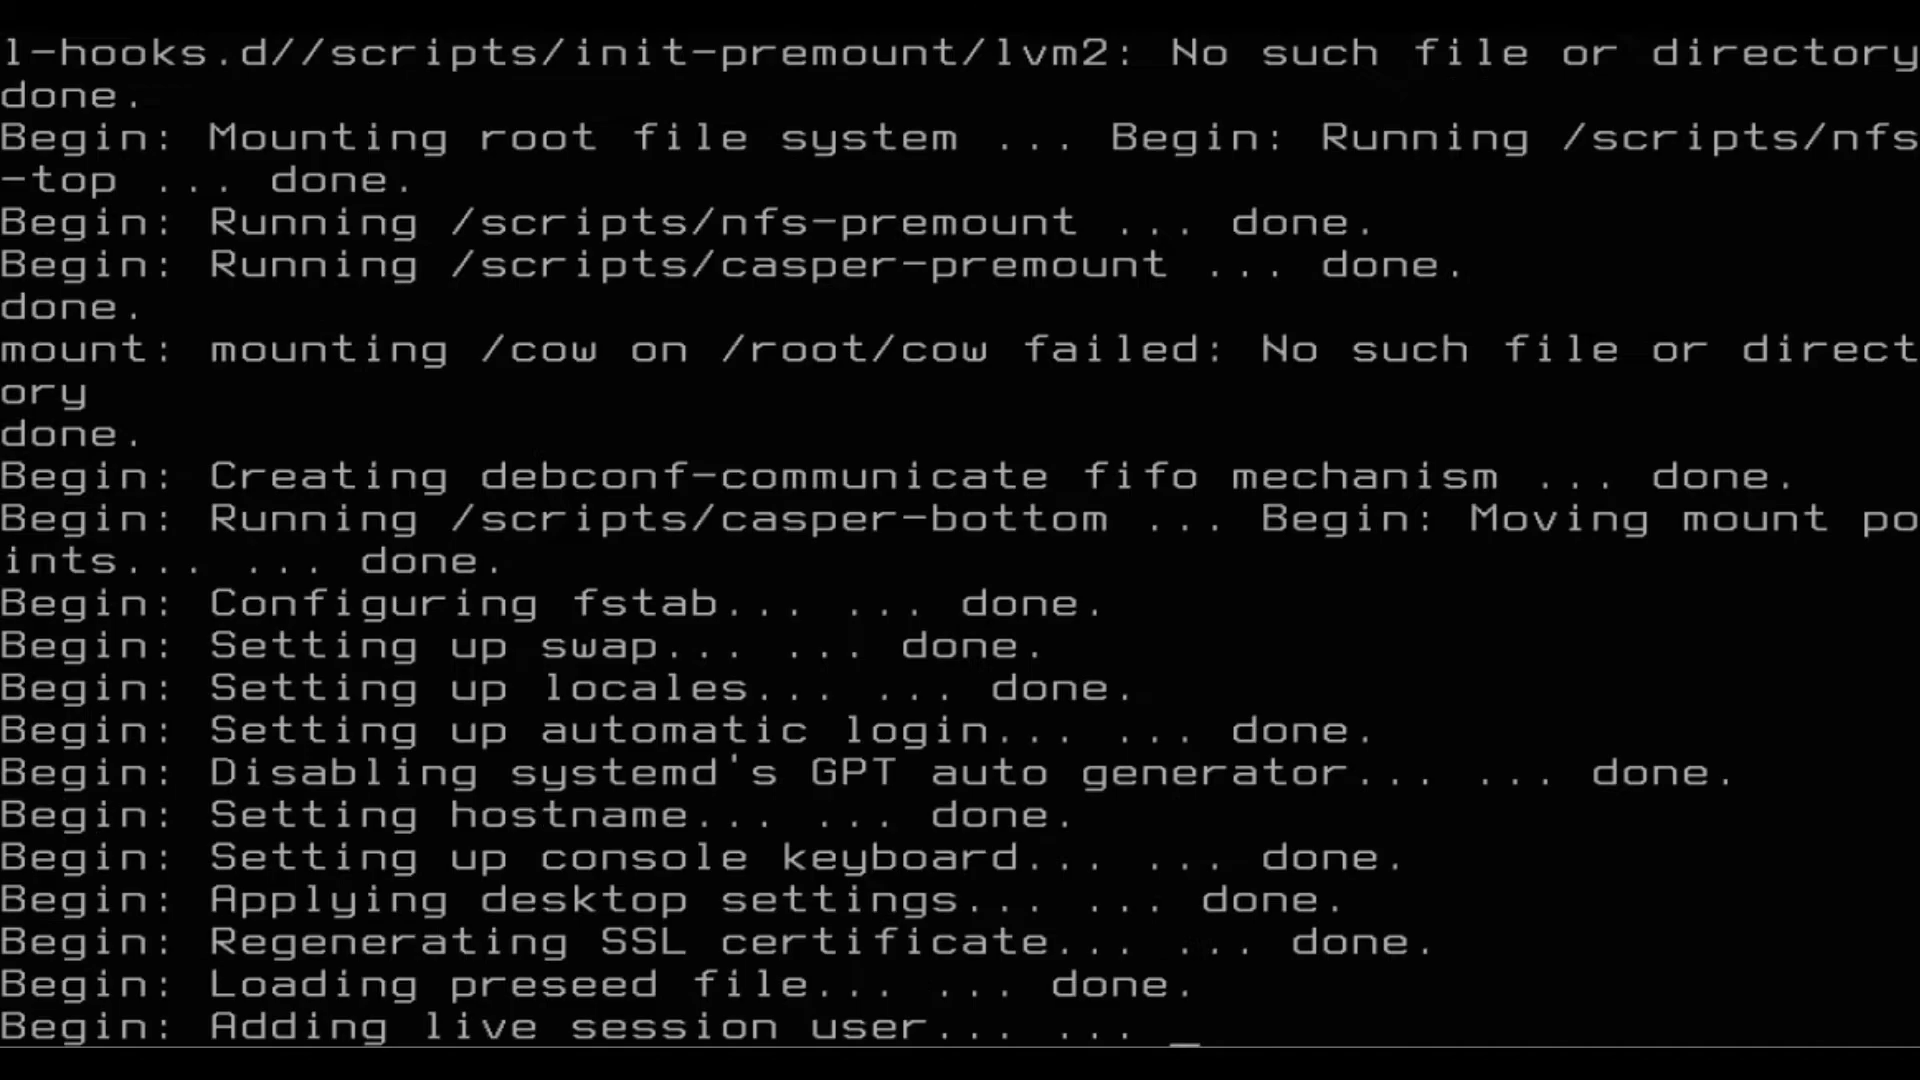 l-hooks.d//scripts/init-premount/lvm2: No such file or directory
done.
Begin: Mounting root file system ... Begin: Running /scripts/nfs
-top ... done.
Begin: Running /scripts/nfs-premount ... done.
Begin: Running /scripts/casper-premount ... done.
done.
mount: mounting /cow on /root/cow failed: No such file or direct
ory
done.
Begin: Creating debconf-communicate fifo mechanism ... done.
Begin: Running /scripts/casper-bottom ... Begin: Moving mount po
ints... ... done.
Begin: Configuring fstab... ... done.
Begin: Setting up swap... ... done.
Begin: Setting up locales... ... done.
Begin: Setting up automatic login... ... done.
Begin: Disabling systemd's GPT auto generator... ... done.
Begin: Setting hostname... ... done.
Begin: Setting up console keyboard... ... done.
Begin: Applying desktop settings... ... done.
Begin: Regenerating SSL certificate... ... done.
Begin: Loading preseed file... ... done.
Begin: Adding live session user... ... _